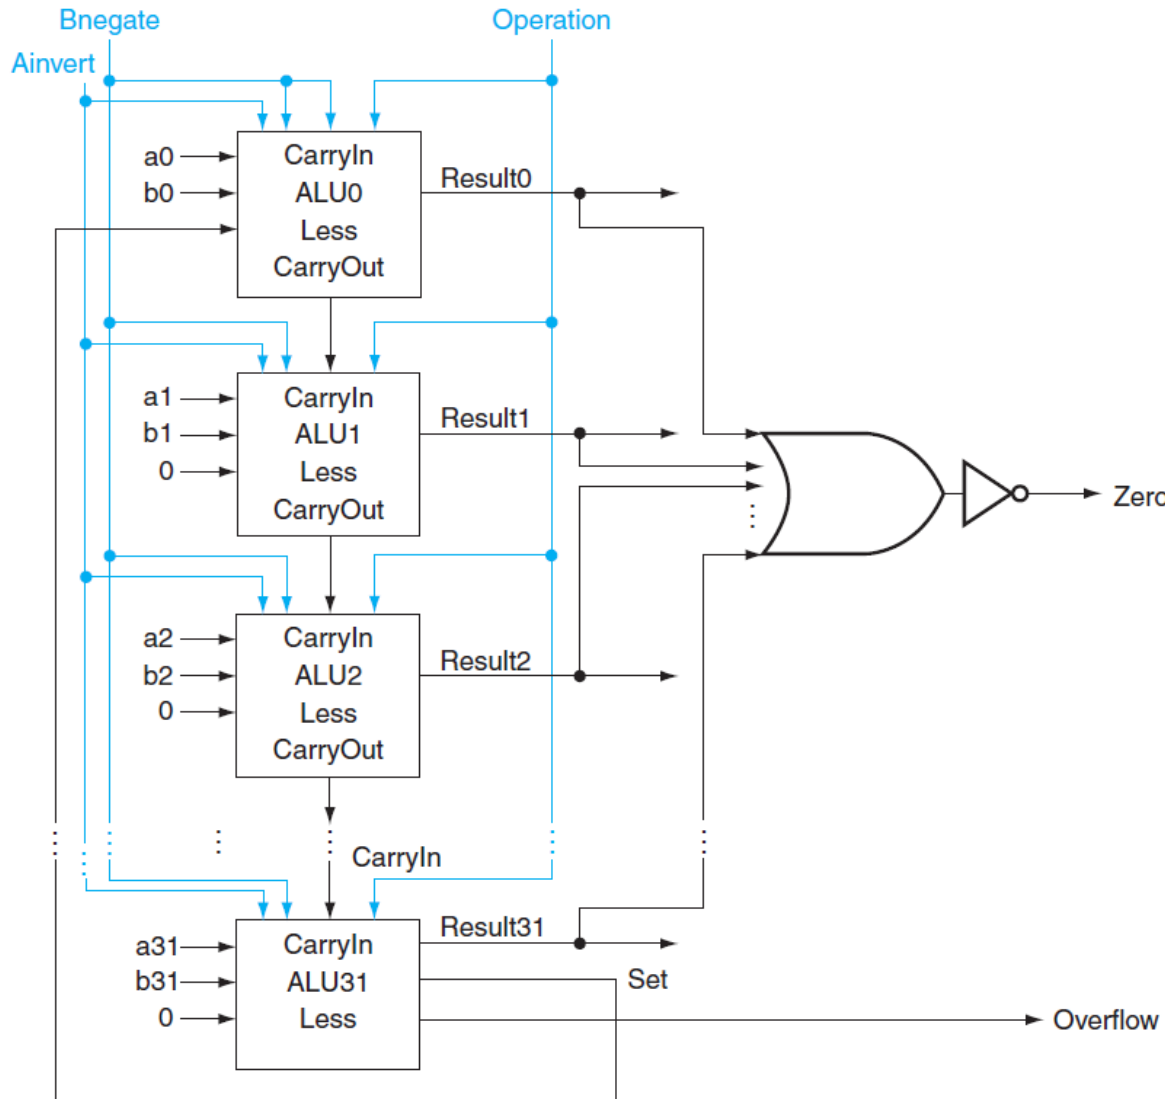 Bnegate
Operation
Ainvert
a0
CarryIn
Result0
b0
ALU0
Less
CarryOut
a1
CarryIn
Result1
b1
ALU1
0
Less
CarryOut
Zero
a2
CarryIn
Result2
b2
ALU2
0
Less
CarryOut
CarryIn
Result31
a31
CarryIn
b31
ALU31
Set
0
Less
Overflow